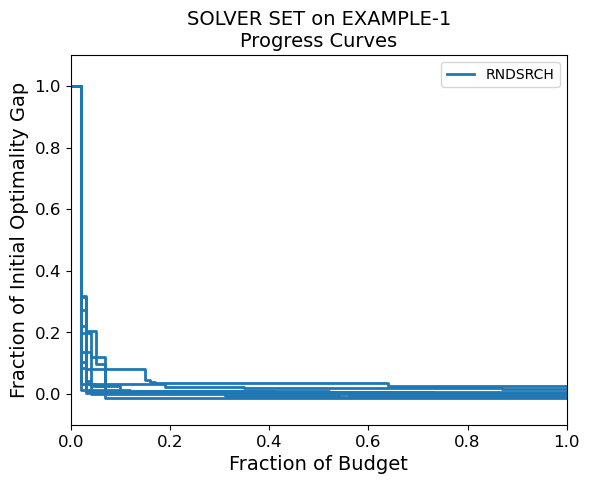 SOLVER SET on EXAMPLE-1
Progress Curves
RNDSRCH
Fraction of Initial Optimality Gap
1.0
0.8
0.6
0.4
0.2
0.0
0.0
0.2
0.4
0.6
0.8
1.0
Fraction of Budget